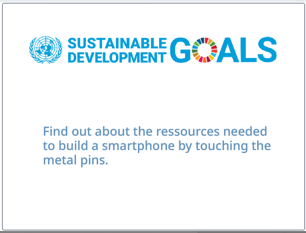 SUSTAINABLE
DEVELOPMENT
GOALS
Find out about the ressources needed
to build a smartphone by touching the
metal pins.